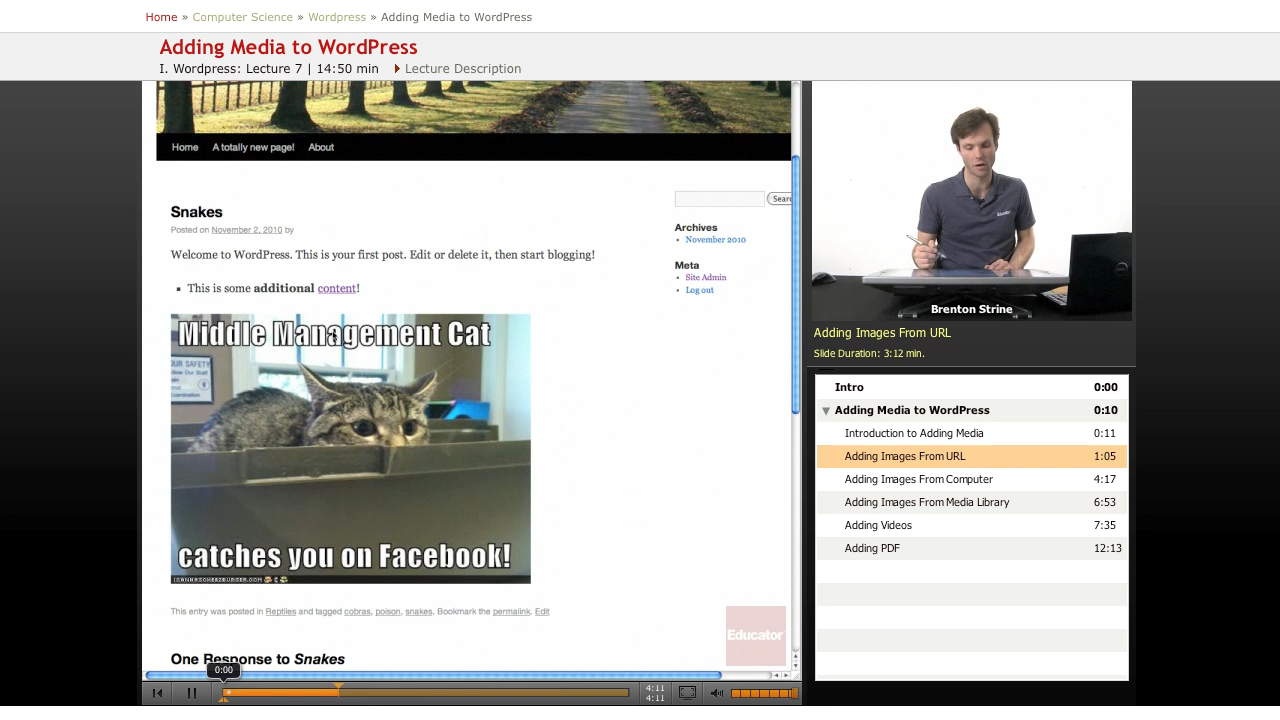 Home » Computer Science » Wordpress » Adding Media to WordPress
Adding Media to WordPress
I. Wordpress: Lecture 7 | 14:50 min Lecture Description
Home A totally new page! About
Snakes
Posted on November 2, 2010 by
Welcome to WordPress. This is your first post. Edit or delete it, then start blogging!
This is some additional content!
Middle Management Cat
OUR SAFETY
catches you on Facebook!
ICANHASCHEEZBURGER.COM
This entry was posted in Reptiles and tagged cobras, poison, snakes. Bookmark the permalink. Edit
One Response to Snakes
Sear
Archives
November 2010
Meta
Site Admin
Log out
Educator
0:00
4:11
4:11
Brenton Strine
Adding Images From URL
Slide Duration: 3:12 min.
Intro 0:00
Adding Media to WordPress 0:10
Introduction to Adding Media 0:11
Adding Images From URL 1:05
Adding Images From Computer 4:17
Adding Images From Media Library 6:53
Adding Videos 7:35
Adding PDF 12:13